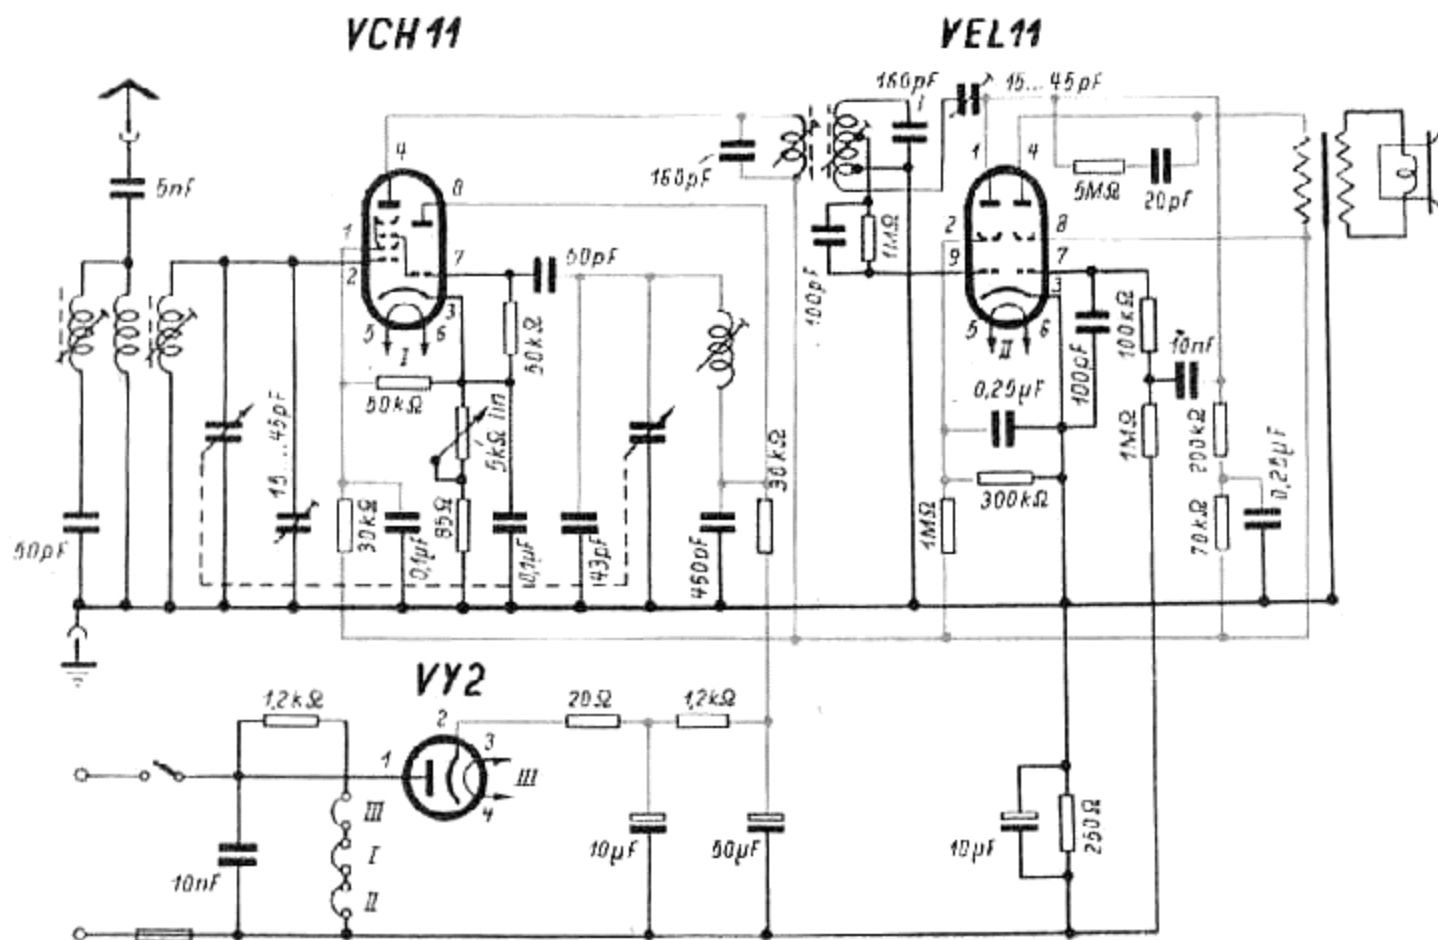 VCH11
VEL11
160pF
15...45pF
4
8
1
4
5nF
160pF
5MΩ
20pF
1
2
7
3
5
6
I
50pF
100pF
1MΩ
2
8
9
7
3
5
6
II
100pF
100kΩ
10nF
50kΩ
50kΩ
0,25µF
15...45pF
5kΩ lin
30kΩ
1MΩ
200kΩ
0,25µF
300kΩ
50pF
30kΩ
0,1µF
85Ω
0,1µF
43pF
450pF
1MΩ
70kΩ
VY2
1,2kΩ
2
20Ω
1,2kΩ
1
3
III
4
III
I
II
10nF
10µF
50µF
10µF
250Ω